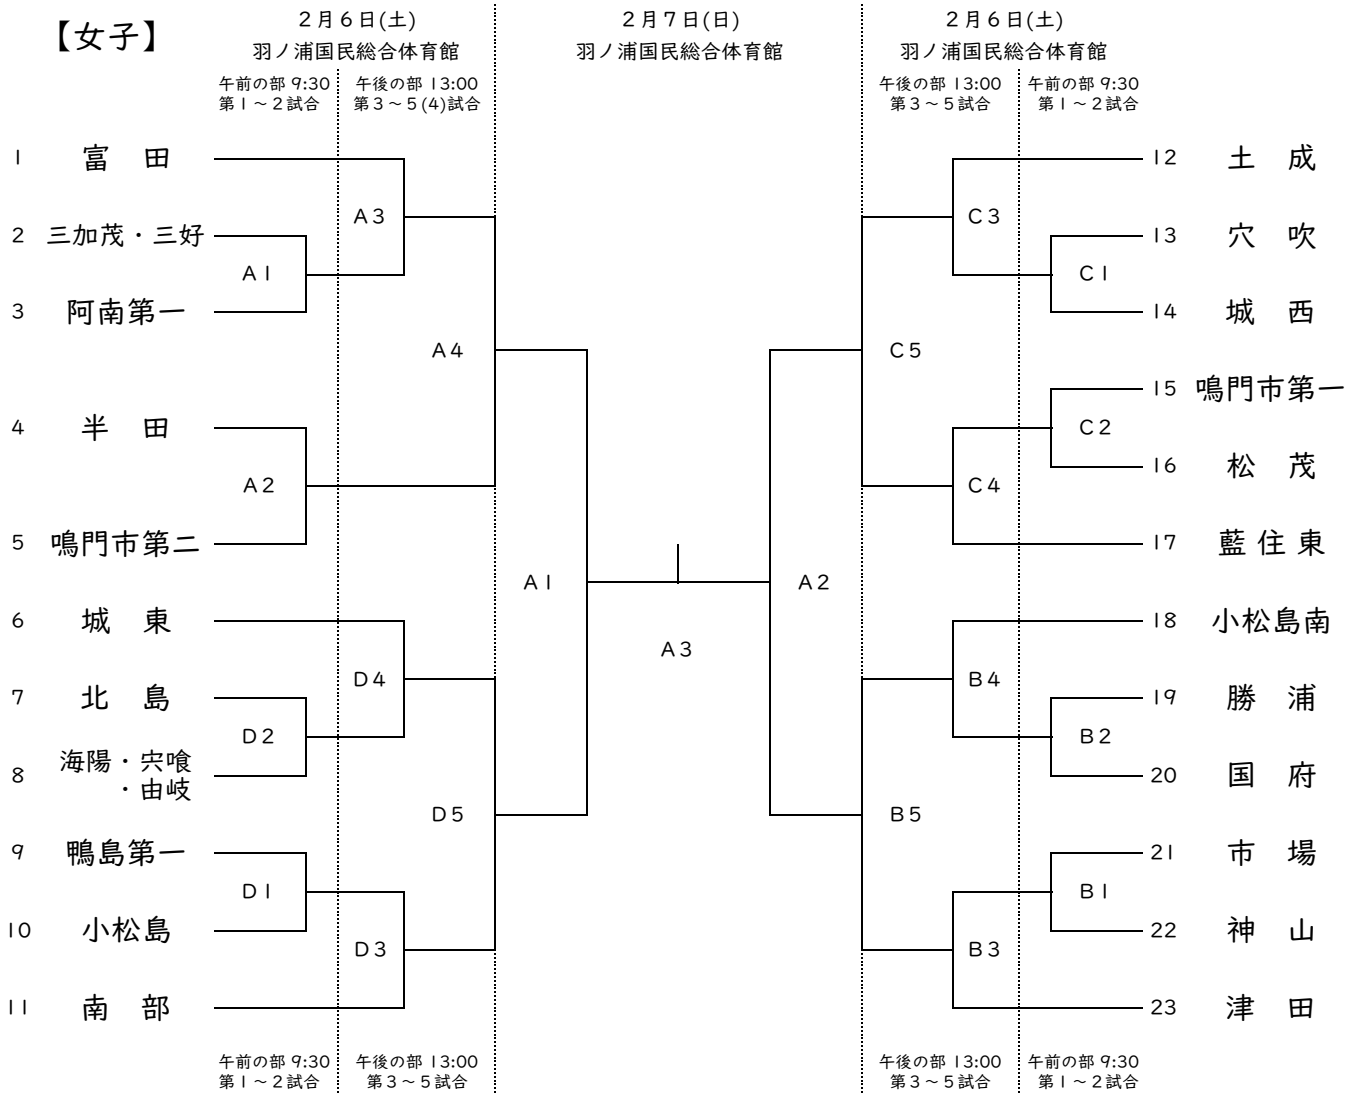 【女子】
2月6日(土)
羽ノ浦国民総合体育館
午前の部 9:30
第1～2試合
午後の部 13:00
第3～5(4)試合
2月7日(日)
羽ノ浦国民総合体育館
2月6日(土)
羽ノ浦国民総合体育館
午後の部 13:00
第3～5試合
午前の部 9:30
第1～2試合
1 富 田
2 三加茂・三好
3 阿南第一
4 半 田
5 鳴門市第二
6 城 東
7 北 島
8 海陽・宍喰
・由岐
9 鴨島第一
10 小松島
11 南 部
A3
A1
A4
A2
D4
D2
D5
D1
D3
A1
A3
A2
C3
C1
C5
C2
C4
B4
B2
B5
B1
B3
12 土 成
13 穴 吹
14 城 西
15 鳴門市第一
16 松 茂
17 藍住東
18 小松島南
19 勝 浦
20 国 府
21 市 場
22 神 山
23 津 田
午前の部 9:30
第1～2試合
午後の部 13:00
第3～5試合
午後の部 13:00
第3～5試合
午前の部 9:30
第1～2試合